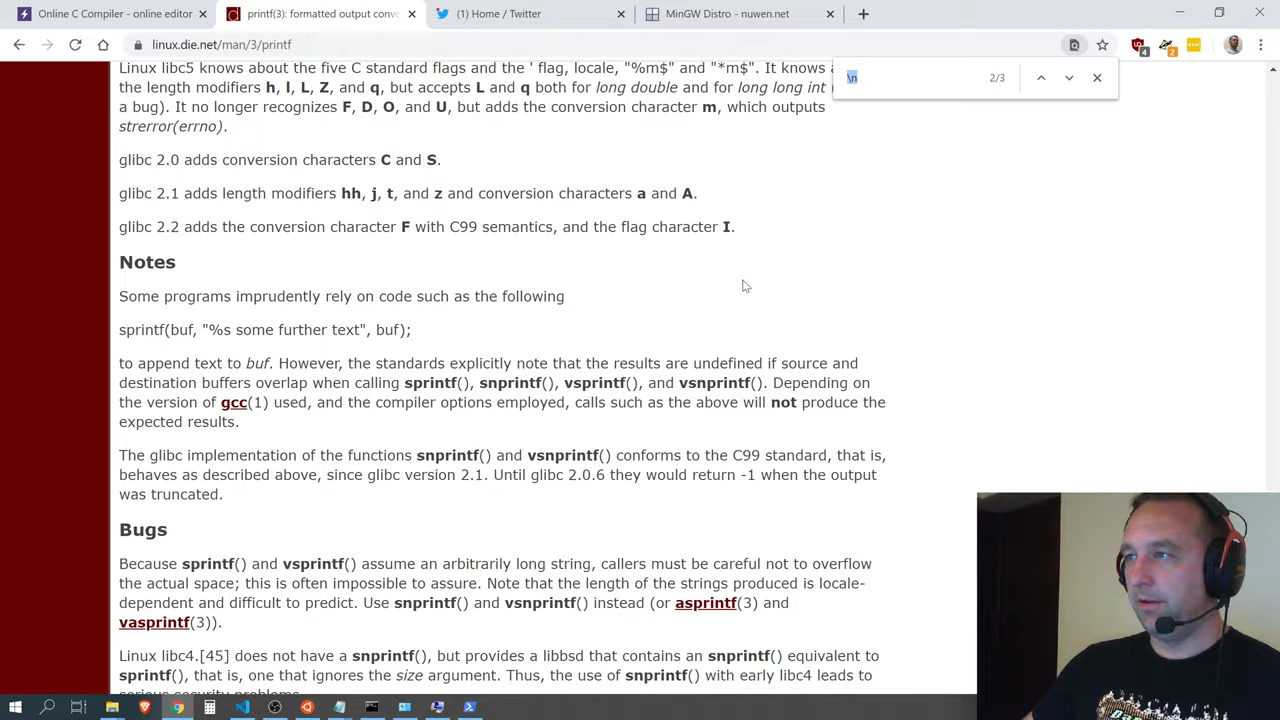 Online C Compiler - online editor
printf(3): formatted output conve
(1) Home / Twitter
MinGW Distro - nuwen.net
linux.die.net/man/3/printf
4
2
\n
2/3
Linux libc5 knows about the five C standard flags and the ' flag, locale, "%m$" and "*m$". It knows
the length modifiers h, l, L, Z, and q, but accepts L and q both for long double and for long long int (
a bug). It no longer recognizes F, D, O, and U, but adds the conversion character m, which outputs
strerror(errno).
glibc 2.0 adds conversion characters C and S.
glibc 2.1 adds length modifiers hh, j, t, and z and conversion characters a and A.
glibc 2.2 adds the conversion character F with C99 semantics, and the flag character I.
Notes
Some programs imprudently rely on code such as the following
sprintf(buf, "%s some further text", buf);
to append text to buf. However, the standards explicitly note that the results are undefined if source and
destination buffers overlap when calling sprintf(), snprintf(), vsprintf(), and vsnprintf(). Depending on
the version of gcc(1) used, and the compiler options employed, calls such as the above will not produce the
expected results.
The glibc implementation of the functions snprintf() and vsnprintf() conforms to the C99 standard, that is,
behaves as described above, since glibc version 2.1. Until glibc 2.0.6 they would return -1 when the output
was truncated.
Bugs
Because sprintf() and vsprintf() assume an arbitrarily long string, callers must be careful not to overflow
the actual space; this is often impossible to assure. Note that the length of the strings produced is locale-
dependent and difficult to predict. Use snprintf() and vsnprintf() instead (or asprintf(3) and
vasprintf(3)).
Linux libc4.[45] does not have a snprintf(), but provides a libbsd that contains an snprintf() equivalent to
sprintf(), that is, one that ignores the size argument. Thus, the use of snprintf() with early libc4 leads to
serious security problems.